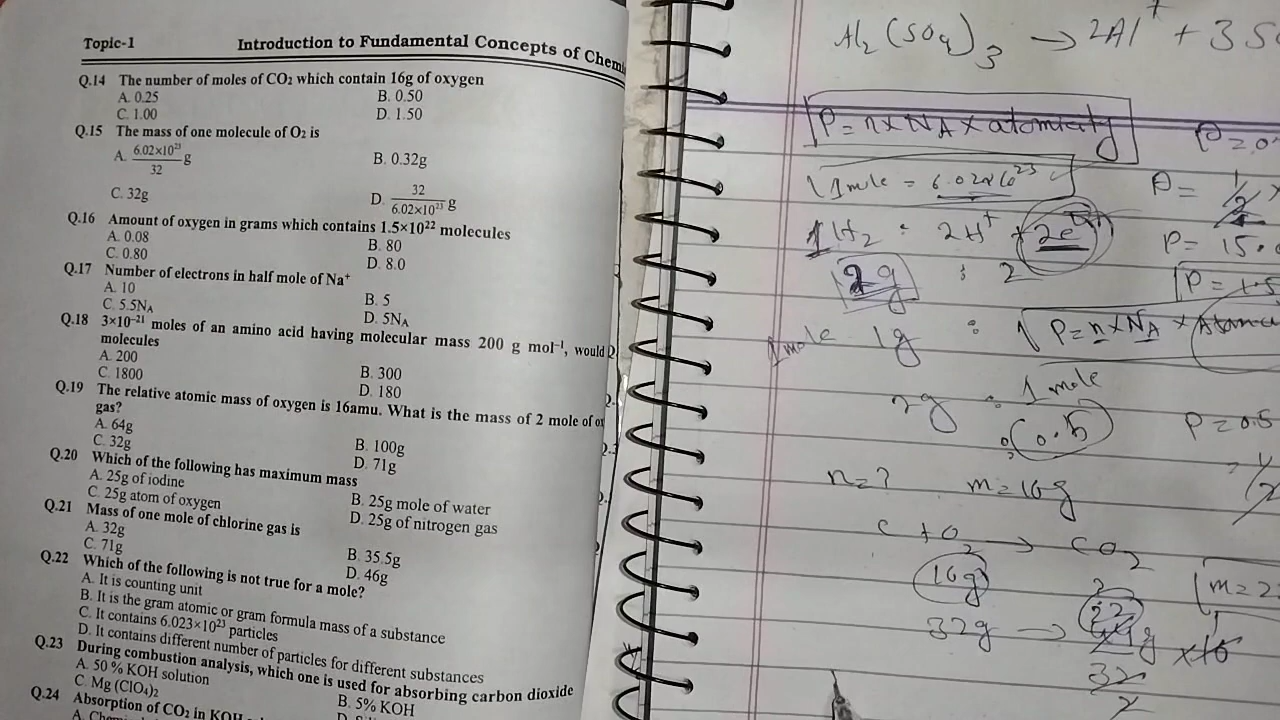 Topic-1 Introduction to Fundamental Concepts of Chemi
Q.14 The number of moles of CO₂ which contain 16g of oxygen
A. 0.25 B. 0.50
C. 1.00 D. 1.50
Q.15 The mass of one molecule of O₂ is
A. 6.02×10²³/32 g B. 0.32g
C. 32g D. 32/6.02×10²³ g
Q.16 Amount of oxygen in grams which contains 1.5×10²² molecules
A. 0.08 B. 80
C. 0.80 D. 8.0
Q.17 Number of electrons in half mole of Na⁺
A. 10 B. 5
C. 5.5N_A D. 5N_A
Q.18 3×10⁻²¹ moles of an amino acid having molecular mass 200 g mol⁻¹, would
molecules
A. 200 B. 300
C. 1800 D. 180
Q.19 The relative atomic mass of oxygen is 16amu. What is the mass of 2 mole of
gas?
A. 64g B. 100g
C. 32g D. 71g
Q.20 Which of the following has maximum mass
A. 25g of iodine B. 25g mole of water
C. 25g atom of oxygen D. 25g of nitrogen gas
Q.21 Mass of one mole of chlorine gas is
A. 32g B. 35.5g
C. 71g D. 46g
Q.22 Which of the following is not true for a mole?
A. It is counting unit
B. It is the gram atomic or gram formula mass of a substance
C. It contains 6.023×10²³ particles
D. It contains different number of particles for different substances
Q.23 During combustion analysis, which one is used for absorbing carbon dioxide
A. 50 % KOH solution B. 5% KOH
C. Mg (ClO₄)₂
Q.24 Absorption of CO₂ in KOH
Al₂(SO₄)₃ → 2Al⁺ + 3S
P = n × N_A × atomicity
1 mole = 6.02×10²³
P =
1H₂ : 2H⁺ + 2e
P = 15.
2g : 2
1 mole 1g : P = n × N_A ×
2g : 1 mole
0.5
P = 0.5
n = ? m = 16g
C + O₂ → CO₂
16g
m = 2
32g →
32
2